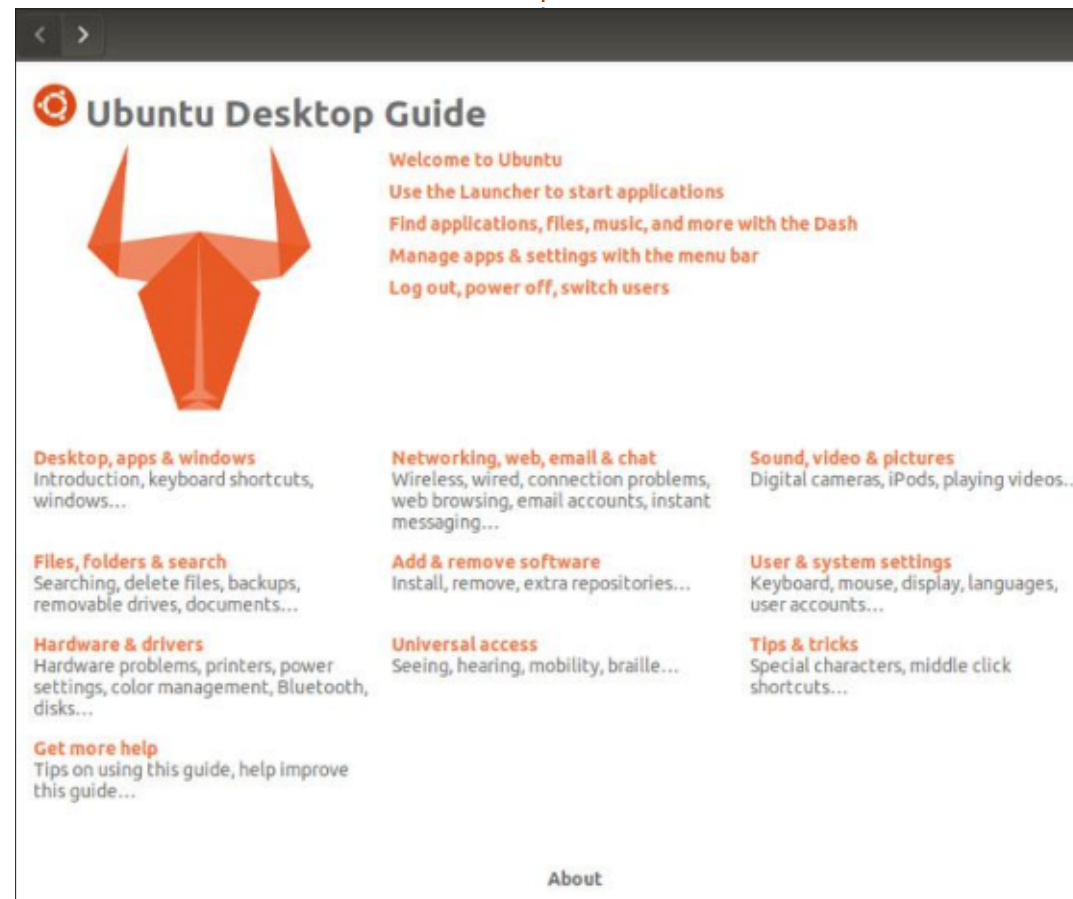 Ubuntu Desktop Guide
Welcome to Ubuntu
Use the Launcher to start applications
Find applications, files, music, and more with the Dash
Manage apps & settings with the menu bar
Log out, power off, switch users
Desktop, apps & windows
Introduction, keyboard shortcuts,
windows...
Networking, web, email & chat
Wireless, wired, connection problems,
web browsing, email accounts, instant
messaging...
Sound, video & pictures
Digital cameras, iPods, playing videos...
Files, folders & search
Searching, delete files, backups,
removable drives, documents...
Add & remove software
Install, remove, extra repositories...
User & system settings
Keyboard, mouse, display, languages,
user accounts...
Hardware & drivers
Hardware problems, printers, power
settings, color management, Bluetooth,
disks...
Universal access
Seeing, hearing, mobility, braille...
Tips & tricks
Special characters, middle click
shortcuts...
Get more help
Tips on using this guide, help improve
this guide...
About